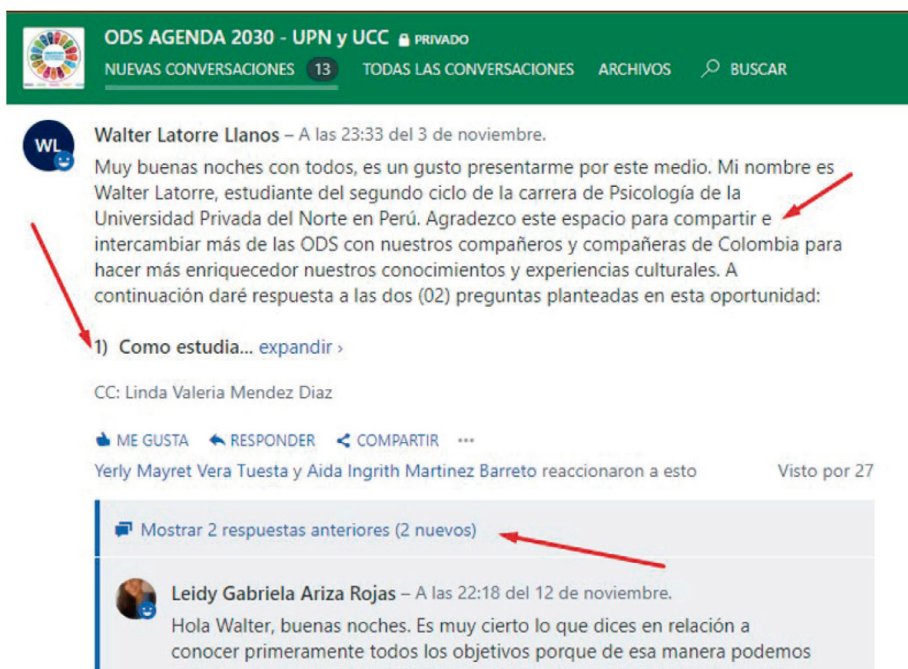 ODS AGENDA 2030 - UPN y UCC PRIVADO
NUEVAS CONVERSACIONES 13 TODAS LAS CONVERSACIONES ARCHIVOS BUSCAR
WL
Walter Latorre Llanos – A las 23:33 del 3 de noviembre.
Muy buenas noches con todos, es un gusto presentarme por este medio. Mi nombre es
Walter Latorre, estudiante del segundo ciclo de la carrera de Psicología de la
Universidad Privada del Norte en Perú. Agradezco este espacio para compartir e
intercambiar más de las ODS con nuestros compañeros y compañeras de Colombia para
hacer más enriquecedor nuestros conocimientos y experiencias culturales. A
continuación daré respuesta a las dos (02) preguntas planteadas en esta oportunidad:
1) Como estudia... expandir ›
CC: Linda Valeria Mendez Diaz
ME GUSTA RESPONDER COMPARTIR ···
Yerly Mayret Vera Tuesta y Aida Ingrith Martinez Barreto reaccionaron a esto Visto por 27
Mostrar 2 respuestas anteriores (2 nuevos)
Leidy Gabriela Ariza Rojas – A las 22:18 del 12 de noviembre.
Hola Walter, buenas noches. Es muy cierto lo que dices en relación a
conocer primeramente todos los objetivos porque de esa manera podemos